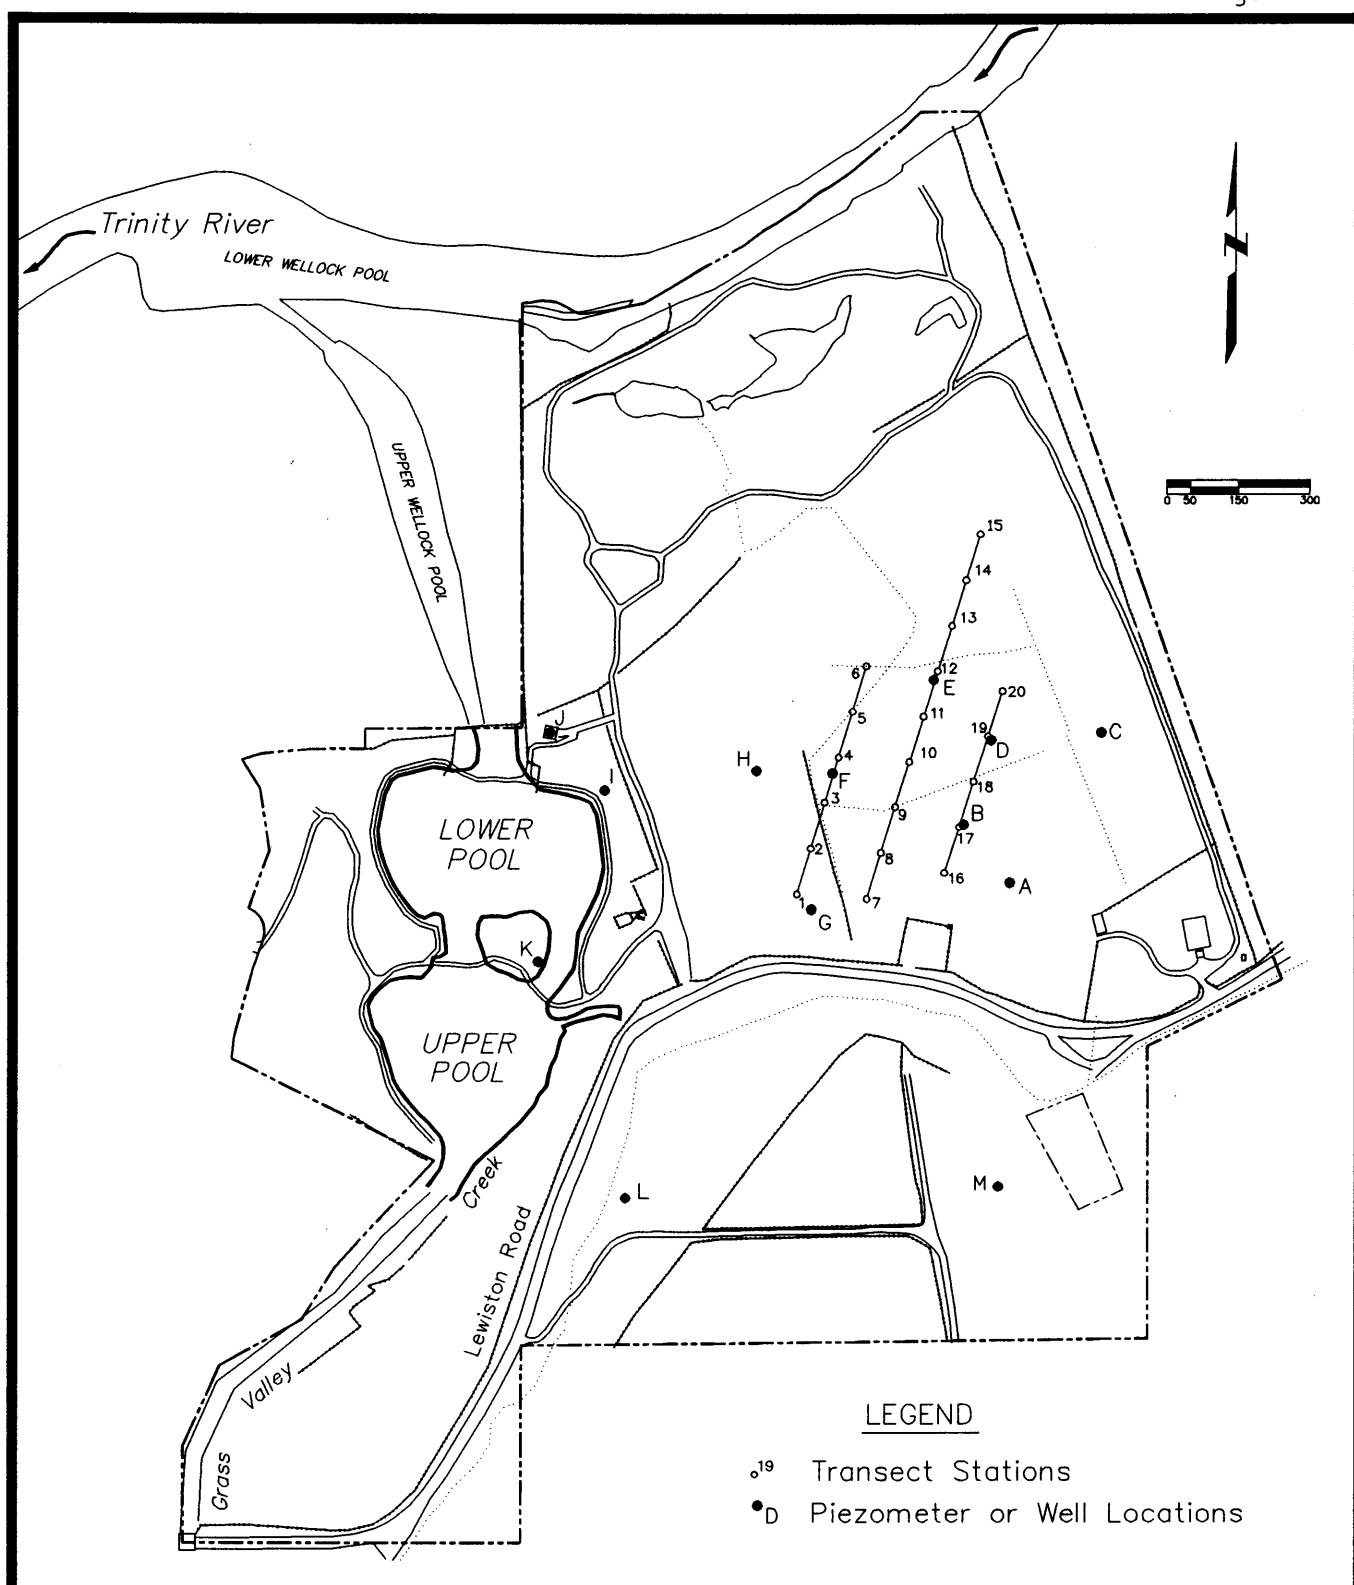 Trinity River
LOWER WELLOCK POOL
N
UPPER WELLOCK POOL
0 50 150 300
15
14
13
12
6
E
20
5
11
J
19
D
C
4
10
H
F
I
18
3
9
B
LOWER
POOL
2
17
8
16
A
1
7
G
K
UPPER
POOL
Creek
L
M
Lewiston Road
Valley
Grass
LEGEND
19 Transect Stations
D Piezometer or Well Locations